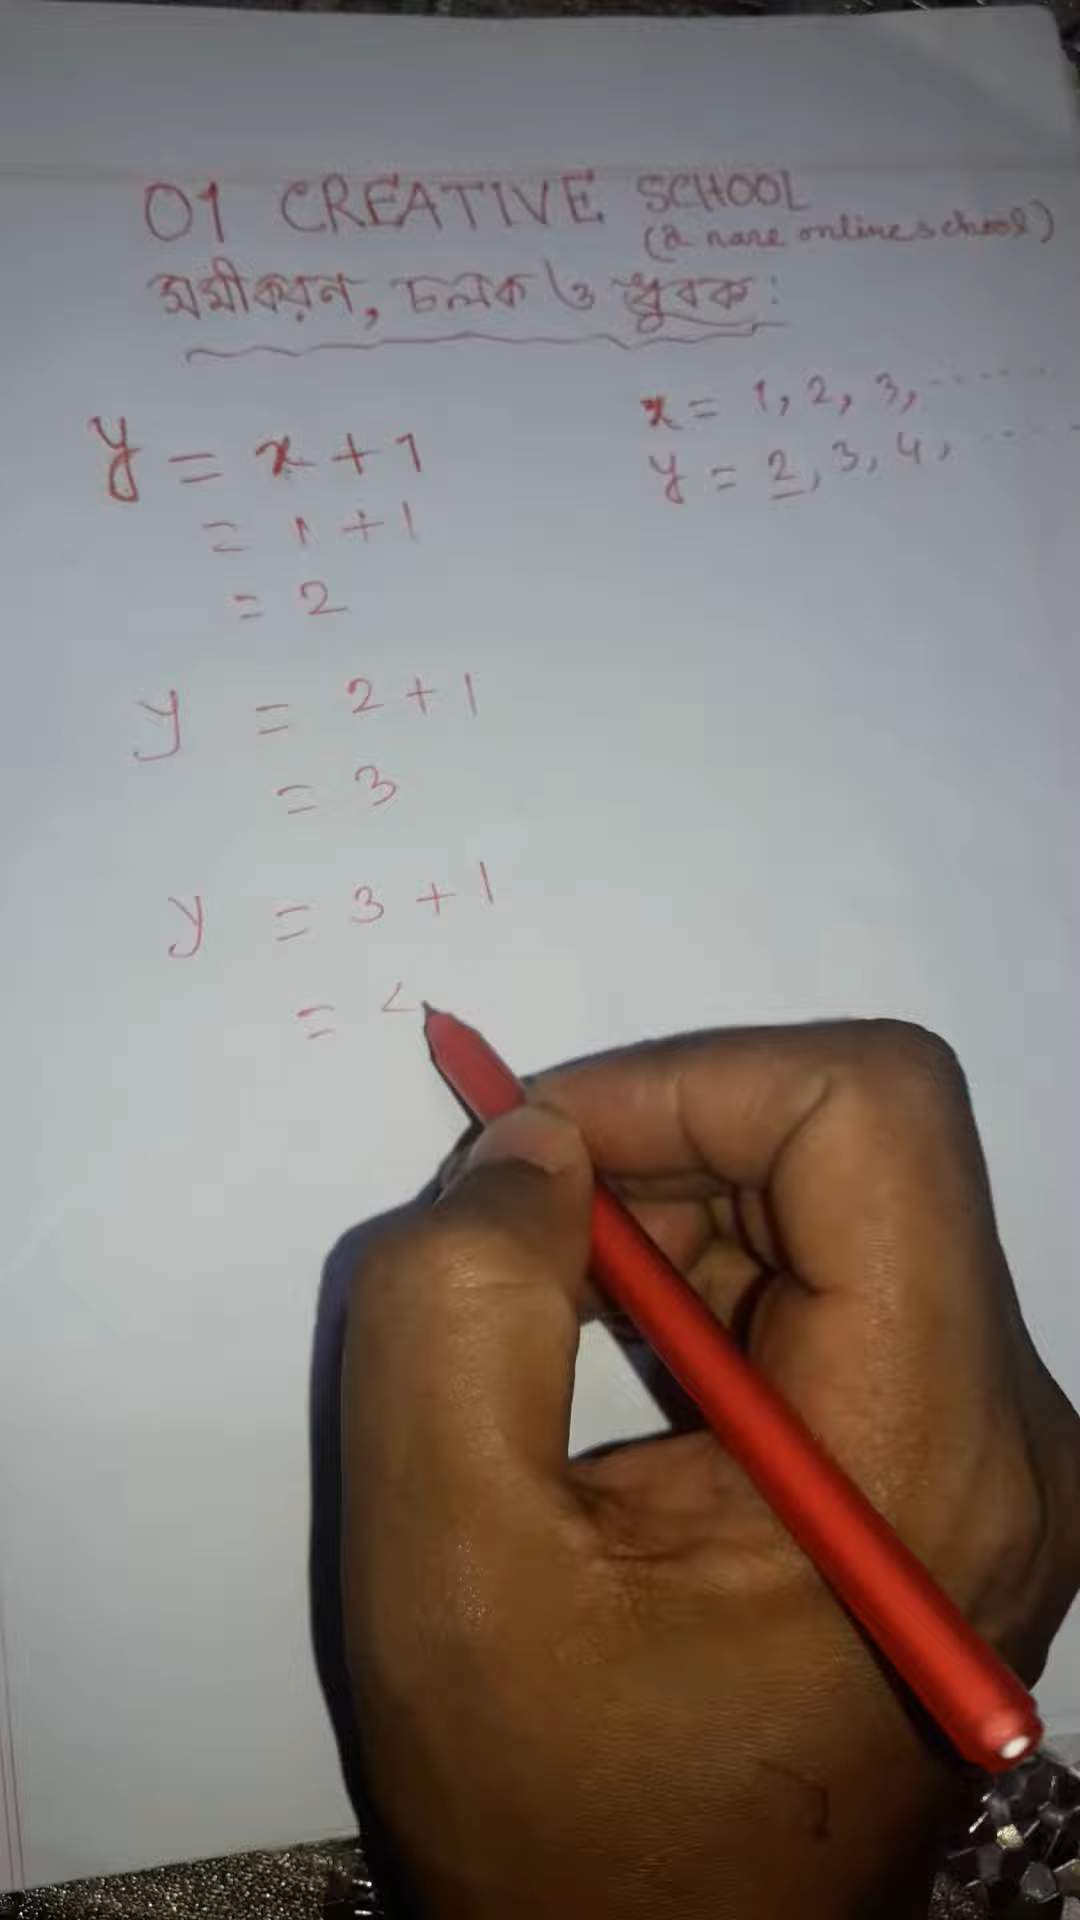 01 CREATIVE SCHOOL
(a rare online school)
সমীকরণ, চলক ও ধ্রুবক:
x = 1, 2, 3, ......
y = 2, 3, 4, ......
y = x + 1
= 1 + 1
= 2
y = 2 + 1
= 3
y = 3 + 1
= 4